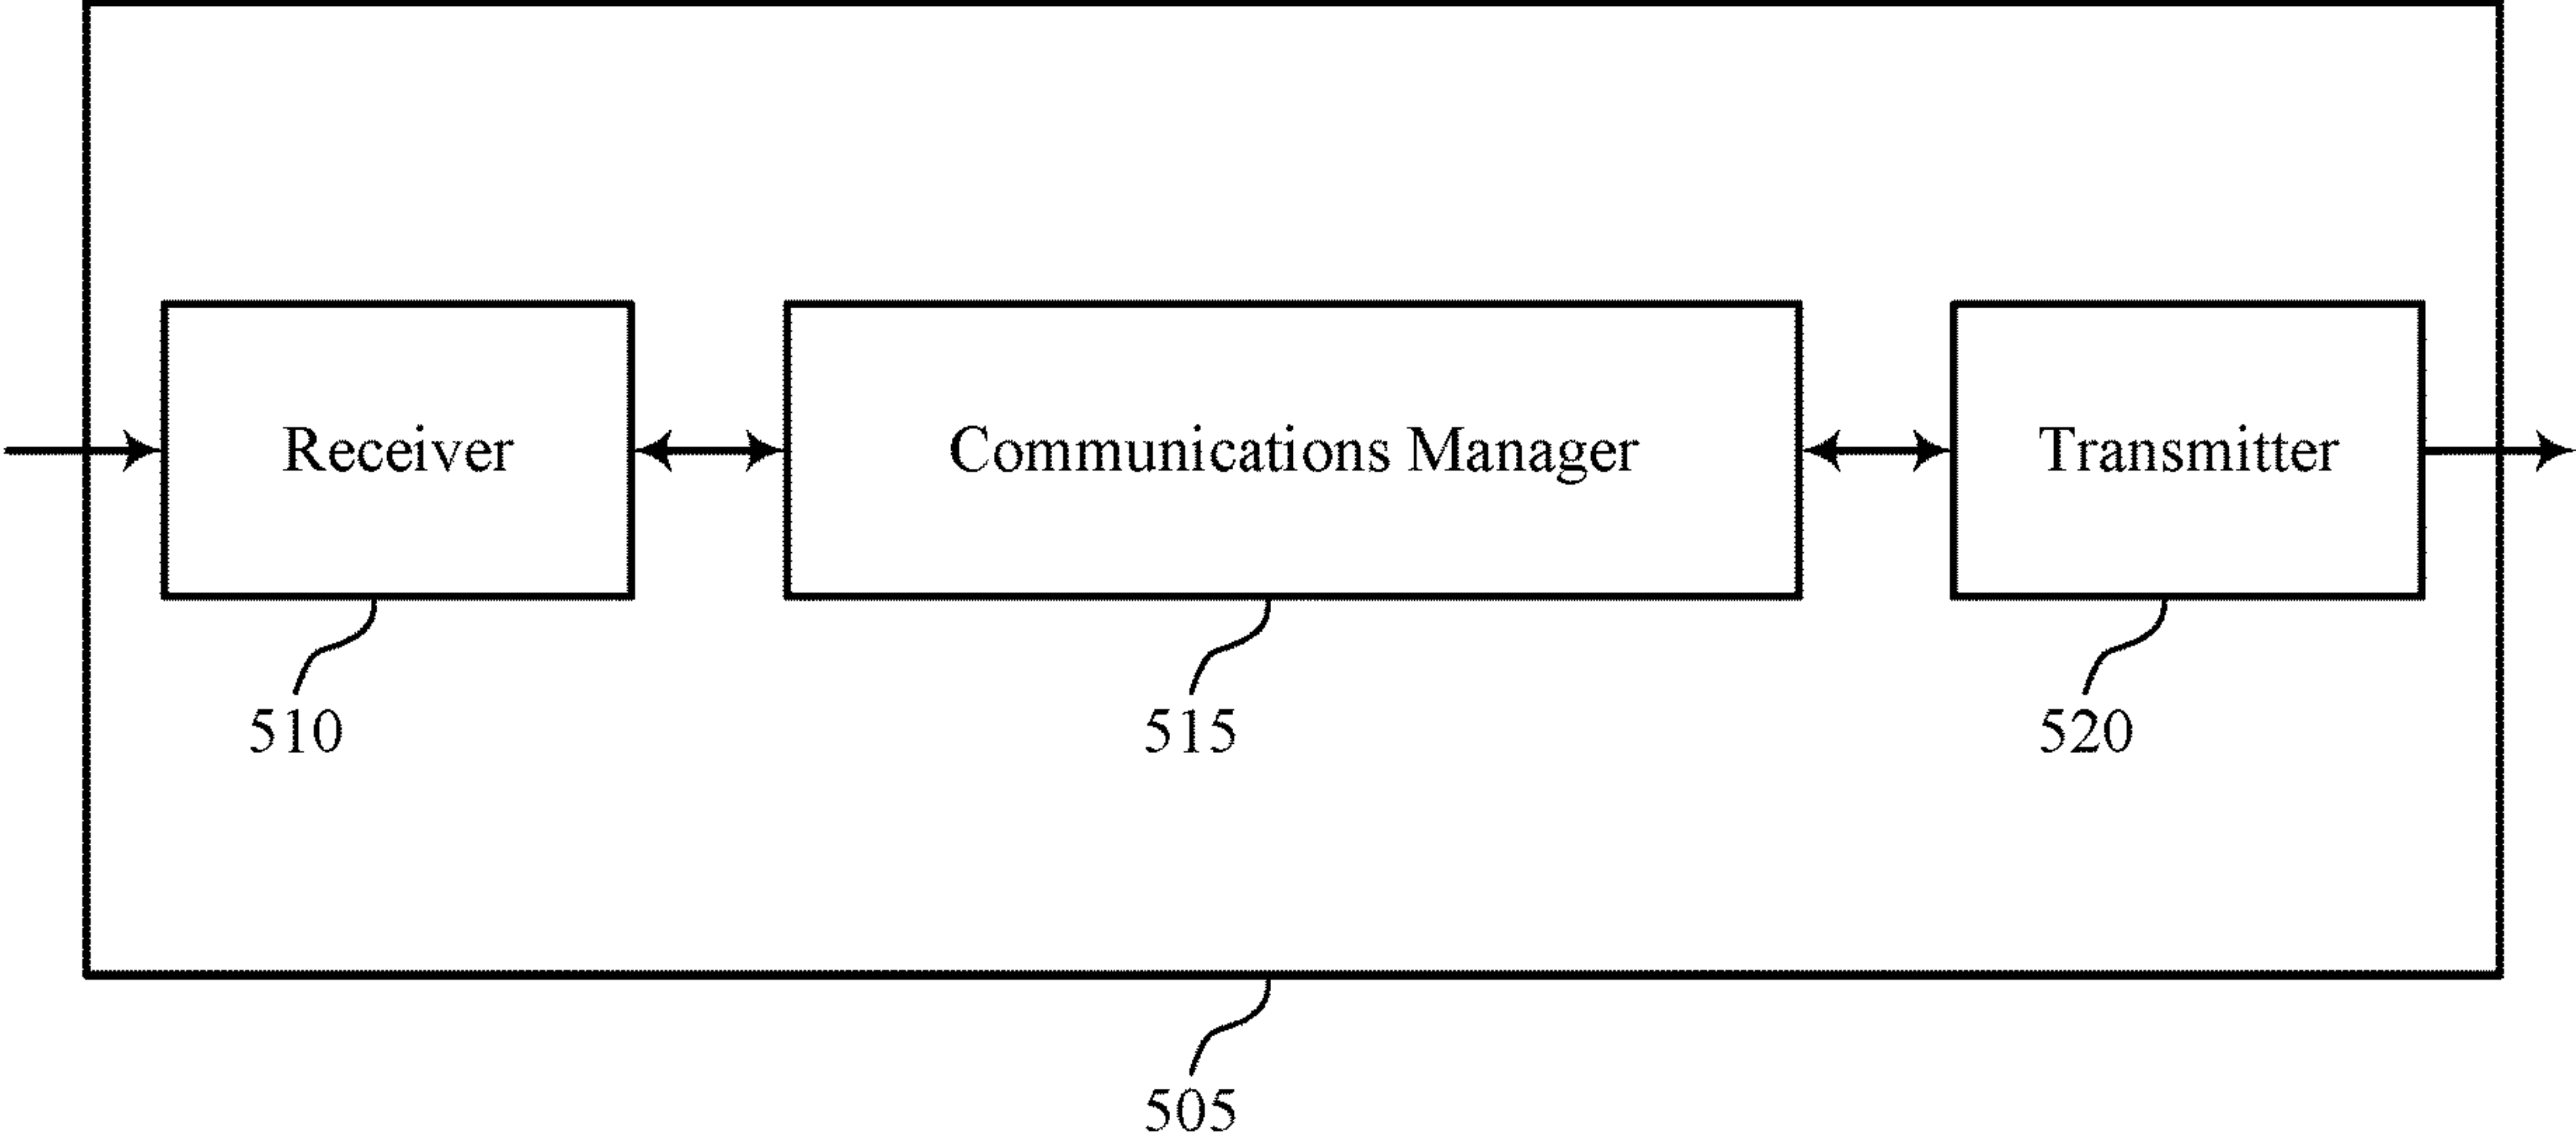 Receiver
Communications Manager
Transmitter
510
515
520
505